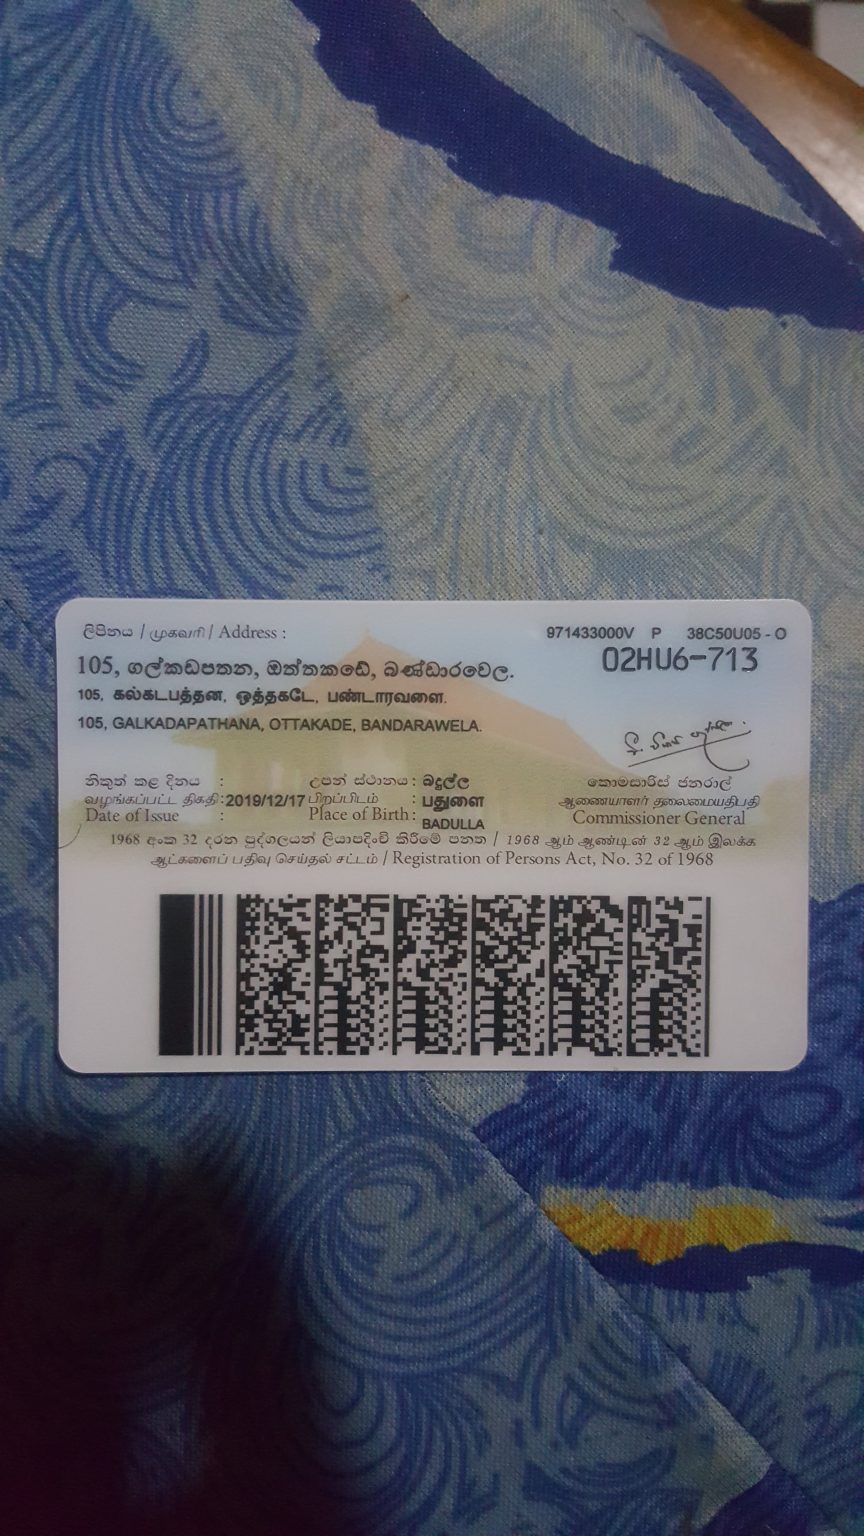 ලිපිනය / முகவரி / Address :
971433000V P 38C50U05 - O
02HU6-713
105, ගල්කඩපතන, ඔත්තකඩේ, බණ්ඩාරවෙල.
105, கல்கடபத்தன, ஒத்தகடே, பண்டாரவளை.
105, GALKADAPATHANA, OTTAKADE, BANDARAWELA.
නිකුත් කළ දිනය : උපන් ස්ථානය : බදුල්ල
வழங்கப்பட்ட திகதி : 2019/12/17 பிறப்பிடம் : பதுளை
Date of Issue : Place of Birth : BADULLA
කොමසාරිස් ජනරාල්
ஆணையாளர் தலைமையதிபதி
Commissioner General
1968 අංක 32 දරන පුද්ගලයන් ලියාපදිංචි කිරීමේ පනත / 1968 ஆம் ஆண்டின் 32 ஆம் இலக்க
ஆட்களைப் பதிவு செய்தல் சட்டம் / Registration of Persons Act, No. 32 of 1968